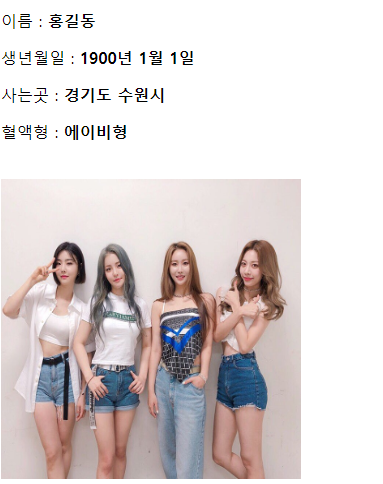 이름 : 홍길동
생년월일 : 1900년 1월 1일
사는곳 : 경기도 수원시
혈액형 : 에이비형